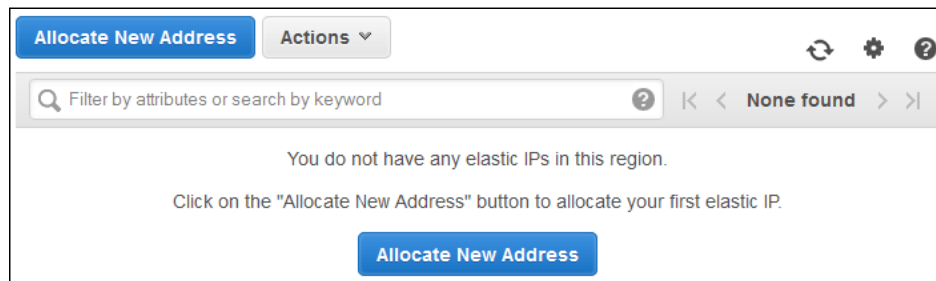 Allocate New Address Actions
Filter by attributes or search by keyword None found
You do not have any elastic IPs in this region.
Click on the "Allocate New Address" button to allocate your first elastic IP.
Allocate New Address